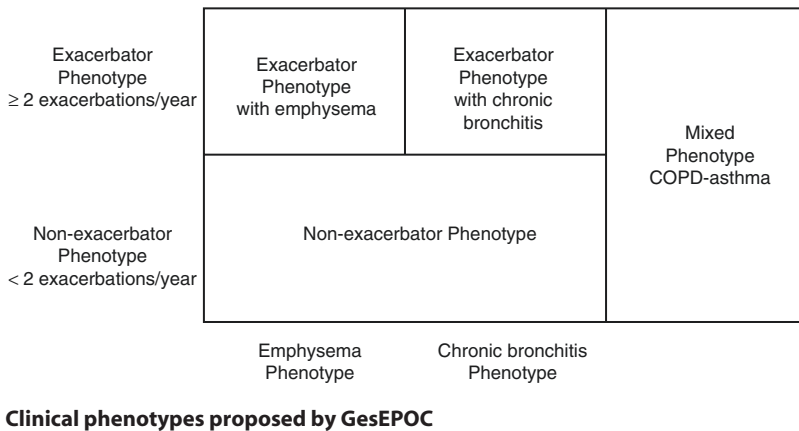 Exacerbator
Phenotype
≥ 2 exacerbations/year
Exacerbator
Phenotype
with emphysema
Exacerbator
Phenotype
with chronic
bronchitis
Mixed
Phenotype
COPD-asthma
Non-exacerbator
Phenotype
< 2 exacerbations/year
Non-exacerbator Phenotype
Emphysema
Phenotype
Chronic bronchitis
Phenotype
Clinical phenotypes proposed by GesEPOC